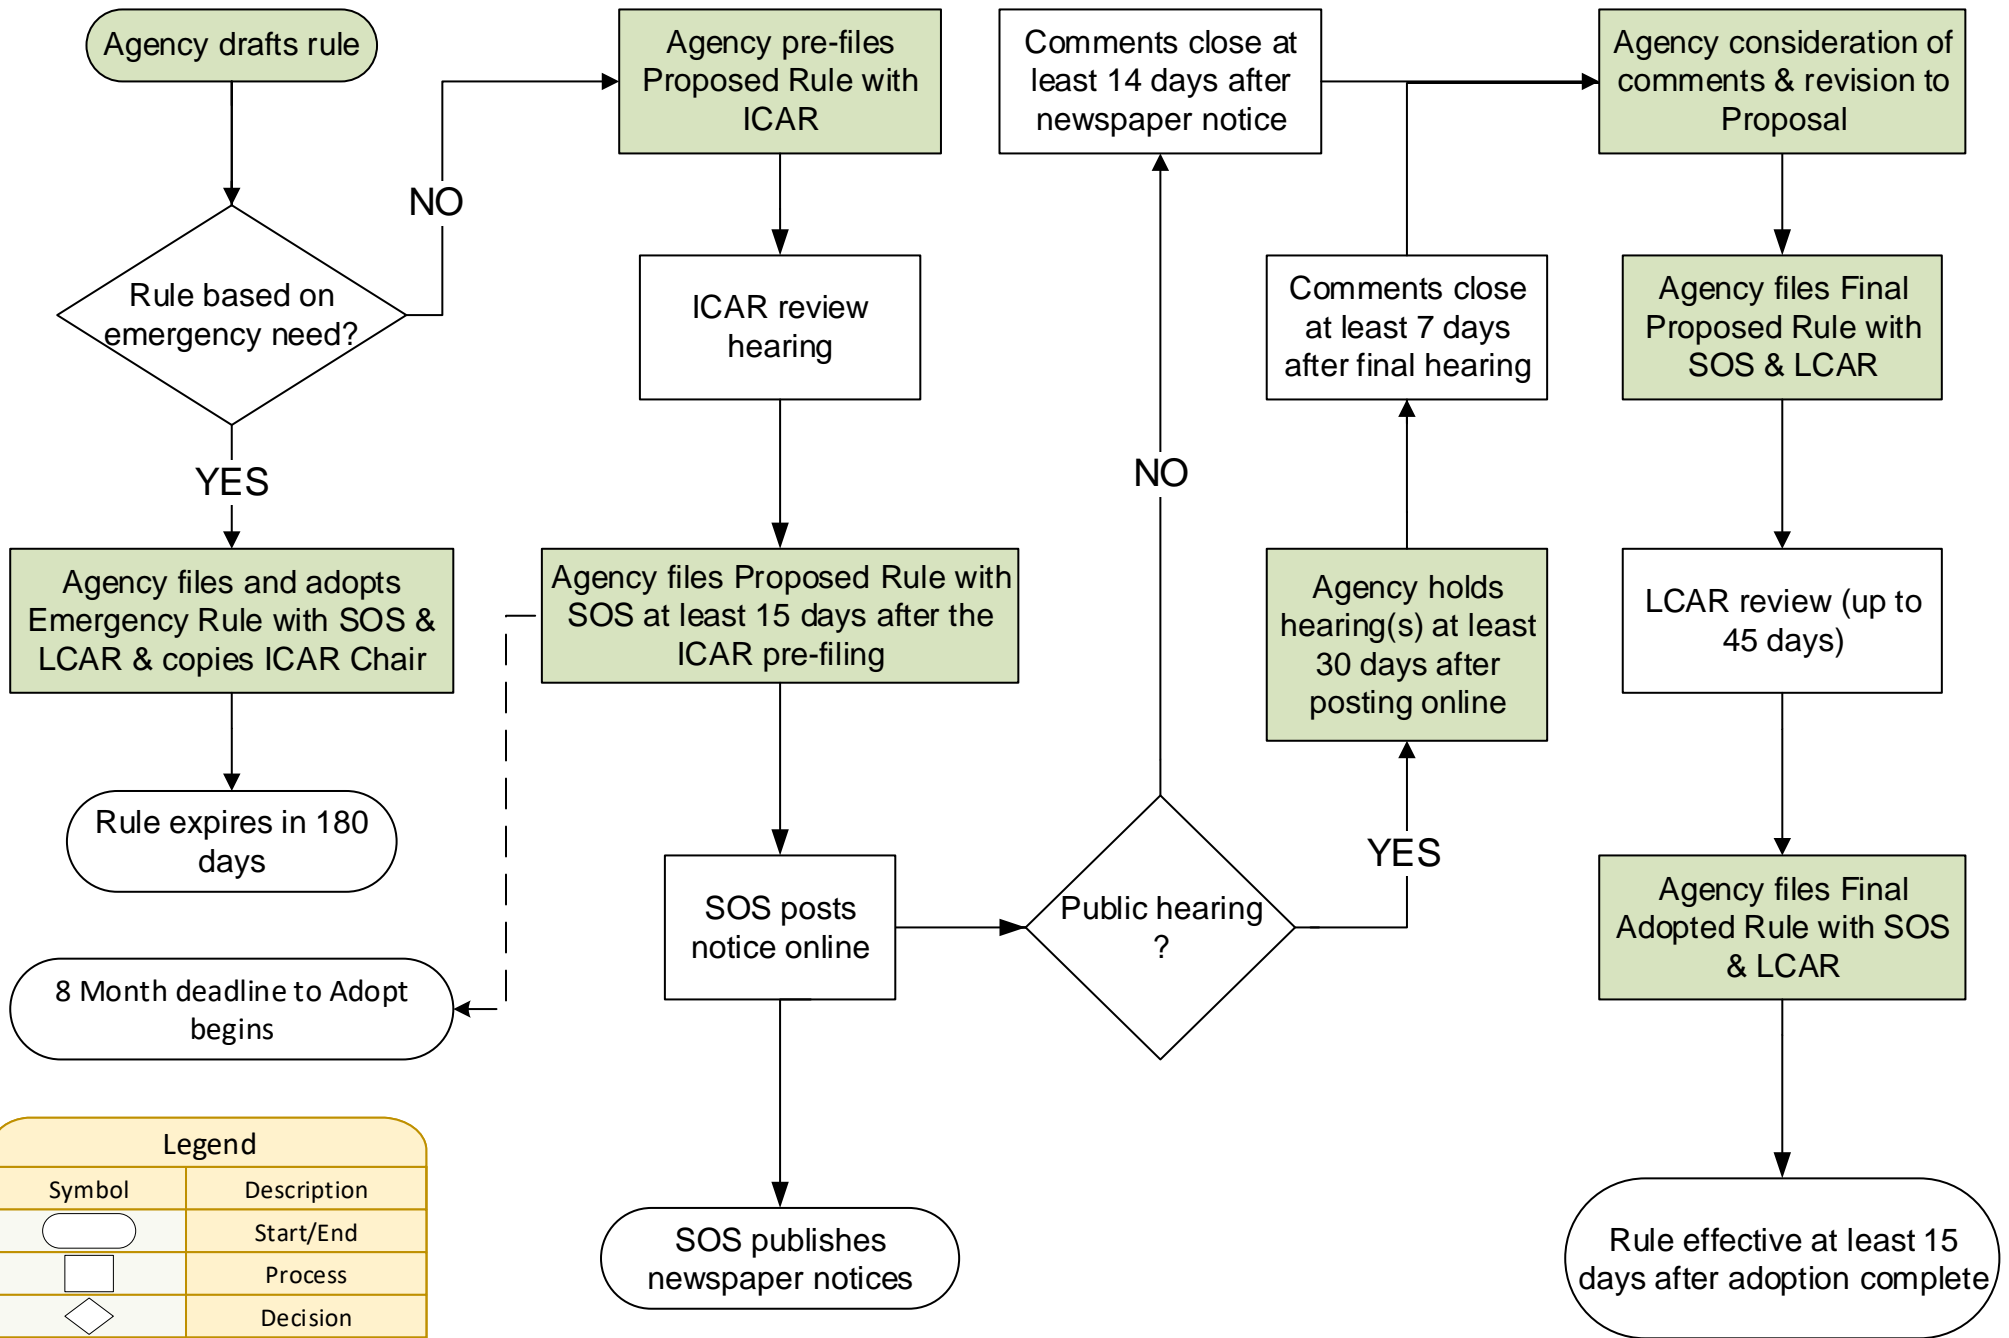 Agency drafts rule
Rule based on
emergency need?
NO
YES
Agency files and adopts
Emergency Rule with SOS &
LCAR & copies ICAR Chair
Rule expires in 180
days
8 Month deadline to Adopt
begins
Agency pre-files
Proposed Rule with
ICAR
ICAR review
hearing
Agency files Proposed Rule with
SOS at least 15 days after the
ICAR pre-filing
SOS posts
notice online
SOS publishes
newspaper notices
Public hearing
?
NO
Comments close at
least 14 days after
newspaper notice
YES
Agency holds
hearing(s) at least
30 days after
posting online
Comments close
at least 7 days
after final hearing
Agency consideration of
comments & revision to
Proposal
Agency files Final
Proposed Rule with
SOS & LCAR
LCAR review (up to
45 days)
Agency files Final
Adopted Rule with SOS
& LCAR
Rule effective at least 15
days after adoption complete
Legend
Symbol Description
Start/End
Process
Decision